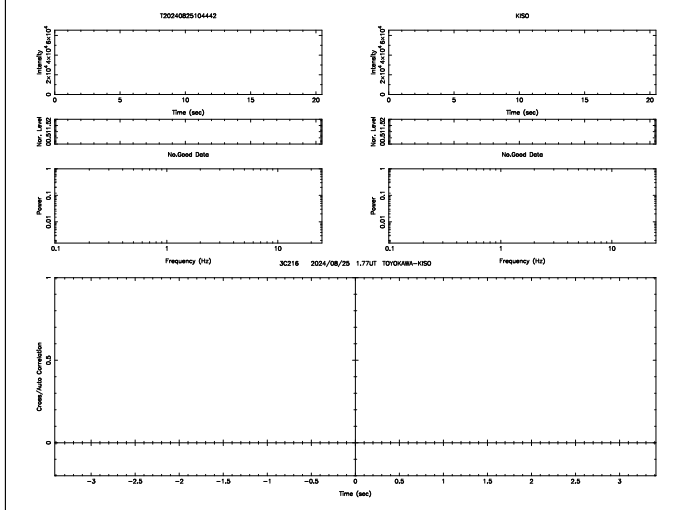 T20240825104442 KISO
Intensity 0 2×10⁴ 4×10⁴ 6×10⁴
0 5 10 15 20
Time (sec)
Intensity 0 2×10⁴ 4×10⁴ 6×10⁴
0 5 10 15 20
Time (sec)
Nor. Level 00.511.52
Nor. Level 00.511.52
No.Good Data No.Good Data
Power 0.01 0.1 1
0.1 1 10
Frequency (Hz)
Power 0.01 0.1 1
0.1 1 10
Frequency (Hz)
3C216 2024/08/25 1.77UT TOYOKAWA-KISO
Cross/Auto Correlation 0 0.5 1
-3 -2.5 -2 -1.5 -1 -0.5 0 0.5 1 1.5 2 2.5 3
Time (sec)